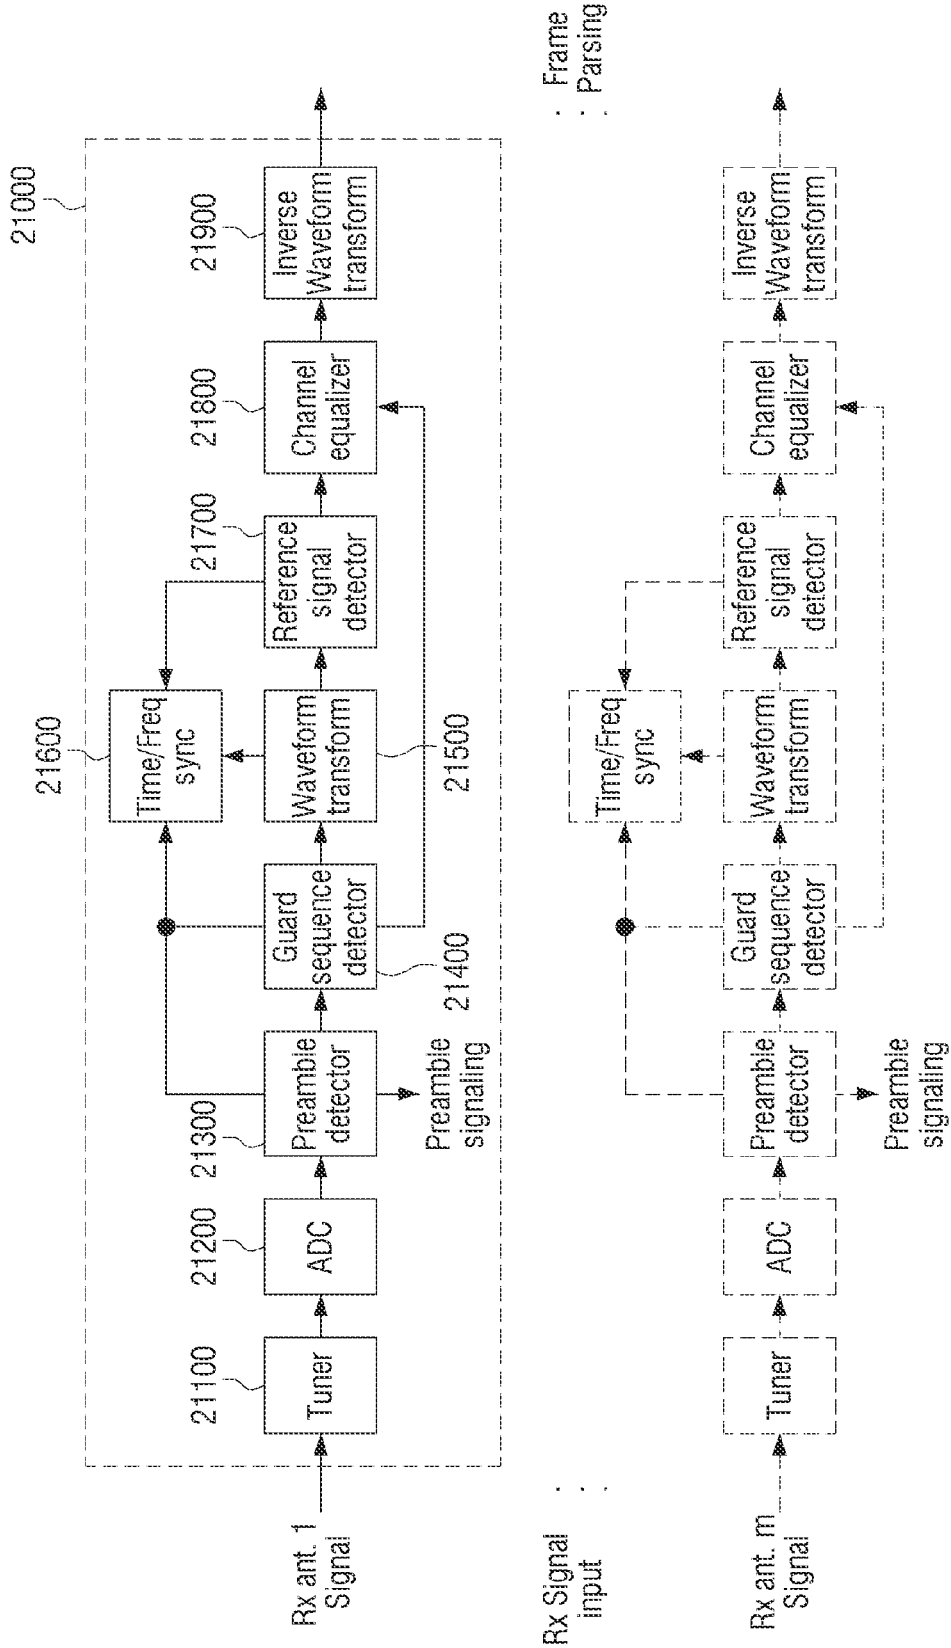 21000
21600
Time/Freq
sync
21100
21200
21300
21700
21800
21900
Rx ant. 1
Signal
Tuner
ADC
Preamble
detector
Guard
sequence
detector
Waveform
transform
Reference
signal
detector
Channel
equalizer
Inverse
Waveform
transform
21400
21500
Preamble
signaling
Rx Signal
input
. . .
. . .
Frame
Parsing
Time/Freq
sync
Rx ant. m
Signal
Tuner
ADC
Preamble
detector
Guard
sequence
detector
Waveform
transform
Reference
signal
detector
Channel
equalizer
Inverse
Waveform
transform
Preamble
signaling